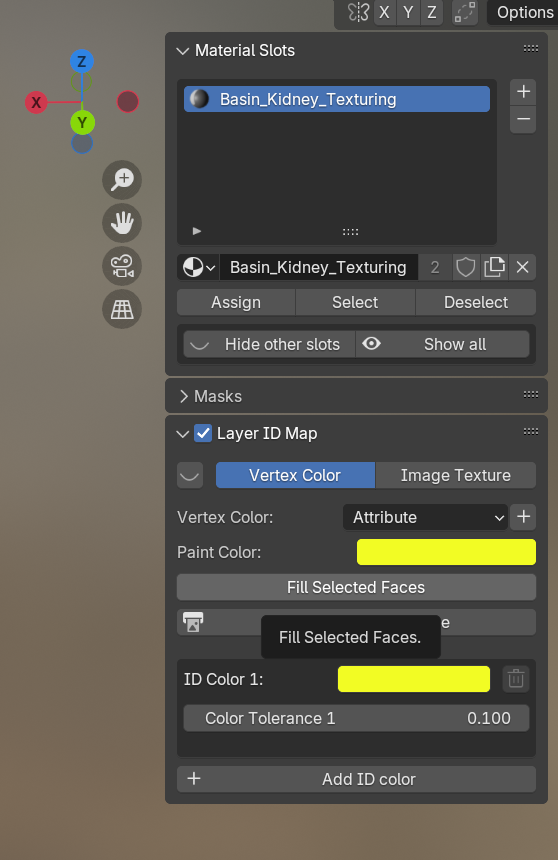 X Y Z Options
Material Slots
Z
X
Y
Basin_Kidney_Texturing
Basin_Kidney_Texturing 2
Assign Select Deselect
Hide other slots Show all
Masks
Layer ID Map
Vertex Color Image Texture
Vertex Color: Attribute
Paint Color:
Fill Selected Faces
Fill Selected Faces.
ID Color 1:
Color Tolerance 1 0.100
Add ID color